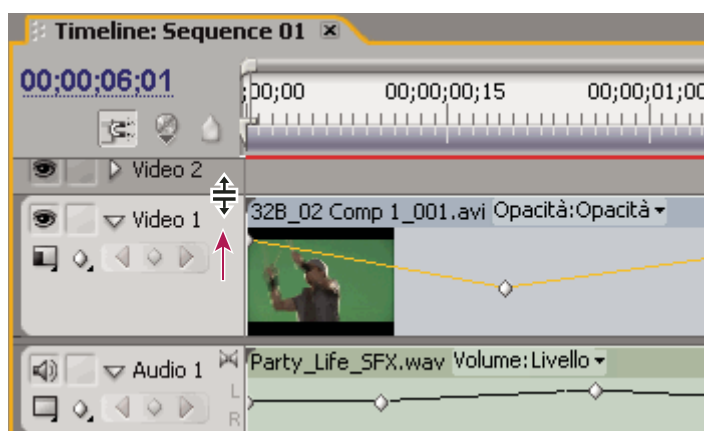 Timeline: Sequence 01
00;00;06;01
;00;00 00;00;00;15 00;00;01;00
Video 2
Video 1
32B_02 Comp 1_001.avi Opacità:Opacità
Audio 1
Party_Life_SFX.wav Volume:Livello
L
R